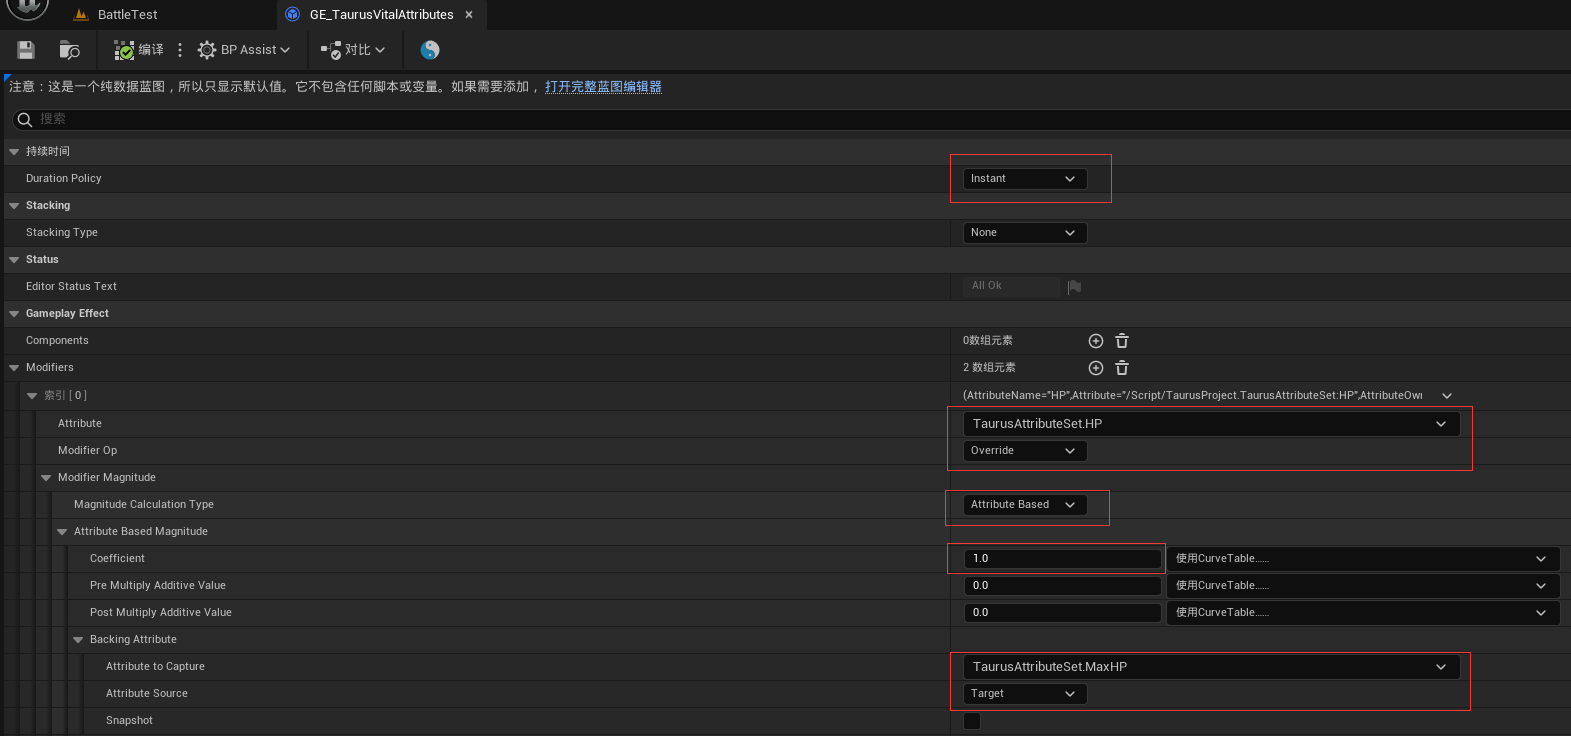 BattleTest
GE_TaurusVitalAttributes
编译
BP Assist
对比
注意：这是一个纯数据蓝图，所以只显示默认值。它不包含任何脚本或变量。如果需要添加，打开完整蓝图编辑器
搜索
持续时间
Duration Policy Instant
Stacking
Stacking Type None
Status
Editor Status Text All Ok
Gameplay Effect
Components 0数组元素
Modifiers 2 数组元素
索引 [ 0 ] (AttributeName="HP",Attribute="/Script/TaurusProject.TaurusAttributeSet:HP",AttributeOw
Attribute TaurusAttributeSet.HP
Modifier Op Override
Modifier Magnitude
Magnitude Calculation Type Attribute Based
Attribute Based Magnitude
Coefficient 1.0 使用CurveTable......
Pre Multiply Additive Value 0.0 使用CurveTable......
Post Multiply Additive Value 0.0 使用CurveTable......
Backing Attribute
Attribute to Capture TaurusAttributeSet.MaxHP
Attribute Source Target
Snapshot